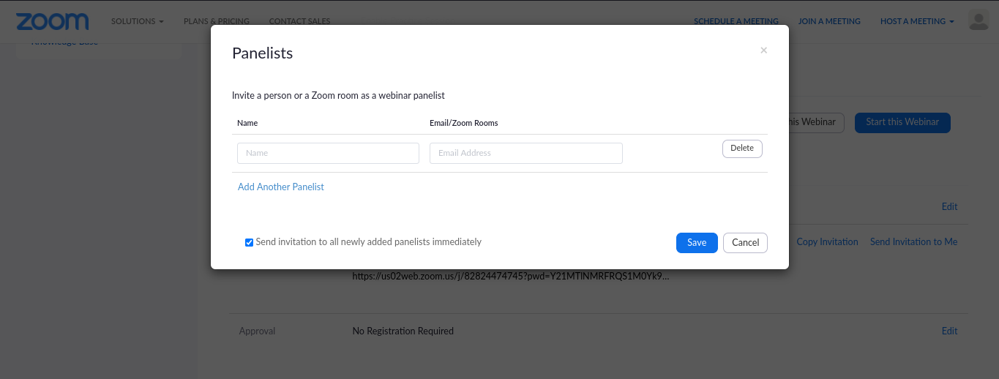 zoom
SOLUTIONS
PLANS & PRICING
CONTACT SALES
SCHEDULE A MEETING
JOIN A MEETING
HOST A MEETING
Knowledge Base
Panelists
×
Invite a person or a Zoom room as a webinar panelist
Name
Email/Zoom Rooms
Name
Email Address
Delete
Add Another Panelist
Send invitation to all newly added panelists immediately
Save
Cancel
this Webinar
Start this Webinar
Edit
Copy Invitation
Send Invitation to Me
https://us02web.zoom.us/j/82824474745?pwd=Y21MTlNMRFRQS1M0Yk9...
Approval
No Registration Required
Edit